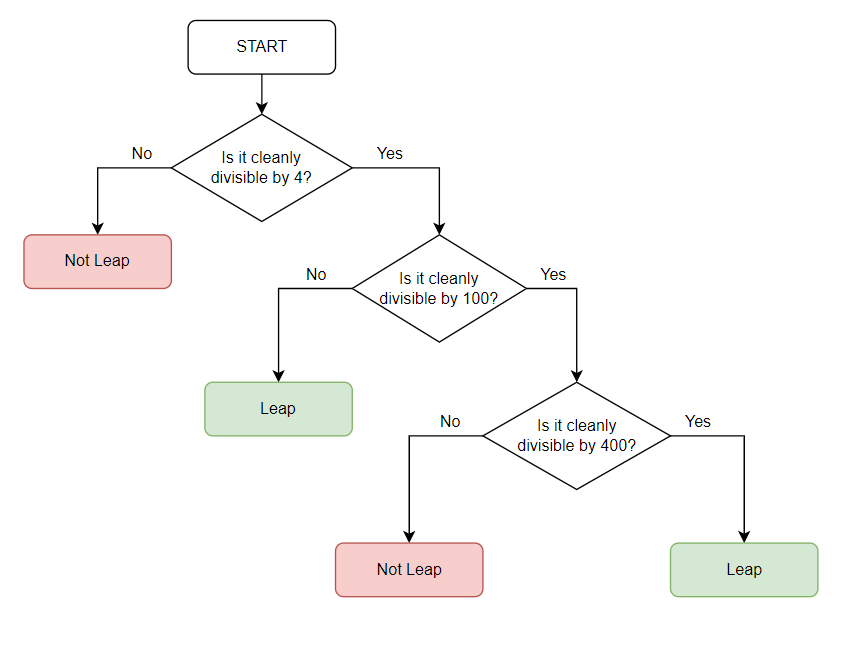 START
No
Yes
Is it cleanly
divisible by 4?
Not Leap
No
Yes
Is it cleanly
divisible by 100?
Leap
No
Yes
Is it cleanly
divisible by 400?
Not Leap
Leap